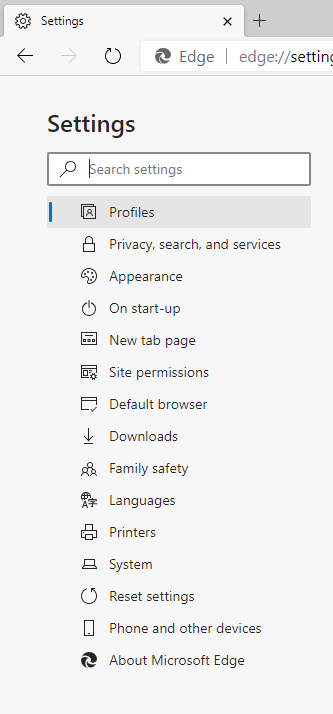 Settings
Edge | edge://setting
Settings
Search settings
Profiles
Privacy, search, and services
Appearance
On start-up
New tab page
Site permissions
Default browser
Downloads
Family safety
Languages
Printers
System
Reset settings
Phone and other devices
About Microsoft Edge